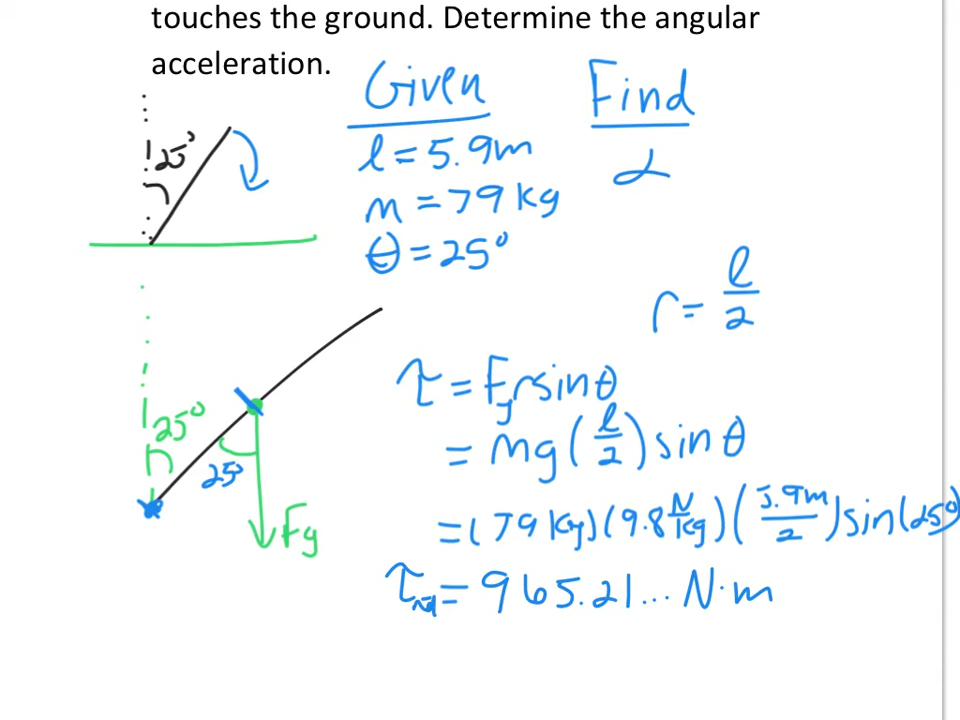 touches the ground. Determine the angular
acceleration.
Given
Find
l = 5.9m
α
m = 79 kg
θ = 25°
25°
r = l/2
τ = Fg r sinθ
= mg (l/2) sinθ
= (79 kg)(9.8 N/kg)(5.9m/2) sin(25°)
τnet = 965.21... N·m
25°
25°
Fg